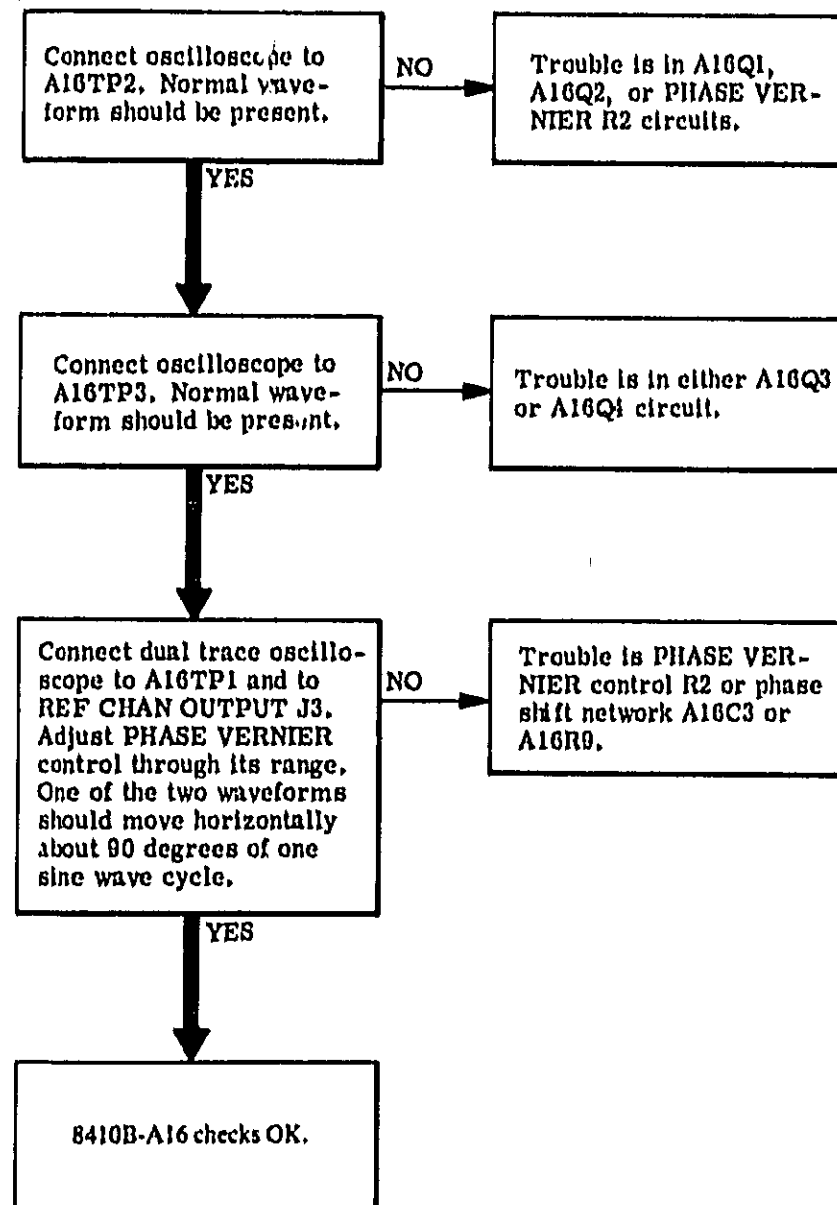 Connect oscilloscope to
A16TP2. Normal wave-
form should be present.
NO
Trouble is in A16Q1,
A16Q2, or PHASE VER-
NIER R2 circuits.
YES
Connect oscilloscope to
A16TP3. Normal wave-
form should be present.
NO
Trouble is in either A16Q3
or A16Q4 circuit.
YES
Connect dual trace oscillo-
scope to A16TP1 and to
REF CHAN OUTPUT J3.
Adjust PHASE VERNIER
control through its range.
One of the two waveforms
should move horizontally
about 90 degrees of one
sine wave cycle.
NO
Trouble is PHASE VER-
NIER control R2 or phase
shift network A16C3 or
A16R9.
YES
8410B-A16 checks OK.